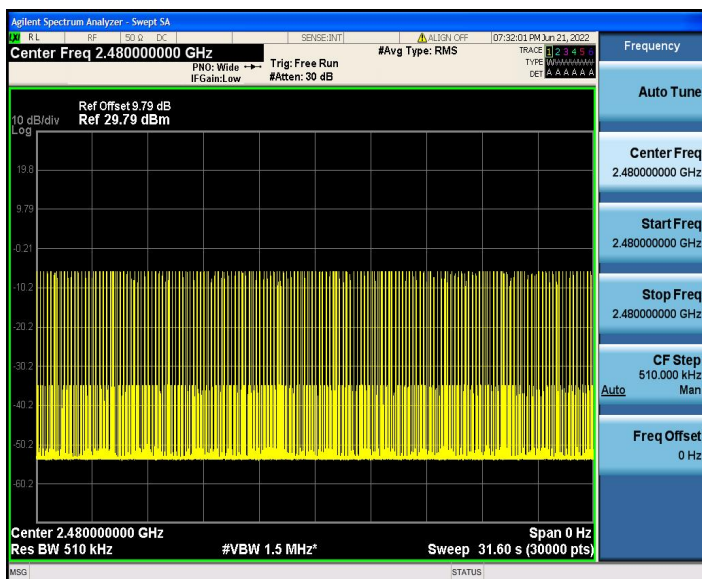 Agilent Spectrum Analyzer - Swept SA
LXI RL RF 50 Ω DC SENSE:INT ALIGN OFF 07:32:01 PM Jun 21, 2022
Center Freq 2.480000000 GHz #Avg Type: RMS TRACE 1 2 3 4 5 6
PNO: Wide Trig: Free Run TYPE
IFGain:Low #Atten: 30 dB DET A A A A A A
Ref Offset 9.79 dB
10 dB/div Ref 29.79 dBm
Log
19.8
9.79
-0.21
-10.2
-20.2
-30.2
-40.2
-50.2
-60.2
Center 2.480000000 GHz Span 0 Hz
Res BW 510 kHz #VBW 1.5 MHz* Sweep 31.60 s (30000 pts)
MSG STATUS
Frequency
Auto Tune
Center Freq
2.480000000 GHz
Start Freq
2.480000000 GHz
Stop Freq
2.480000000 GHz
CF Step
510.000 kHz
Auto Man
Freq Offset
0 Hz